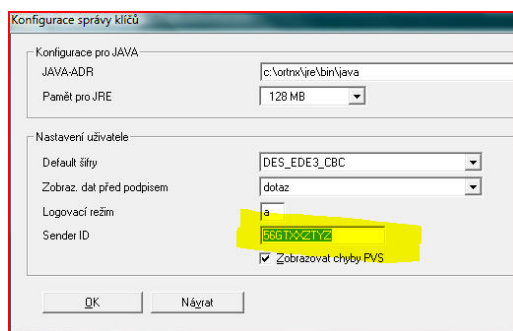 Konfigurace správy klíčů
Konfigurace pro JAVA
JAVA-ADR c:\ortnx\jre\bin\java
Pamět pro JRE 128 MB
Nastavení uživatele
Default šifry DES_EDE3_CBC
Zobraz. dat před podpisem dotaz
Logovací režim a
Sender ID 56GTXXZTYZ
Zobrazovat chyby PVS
OK Návrat